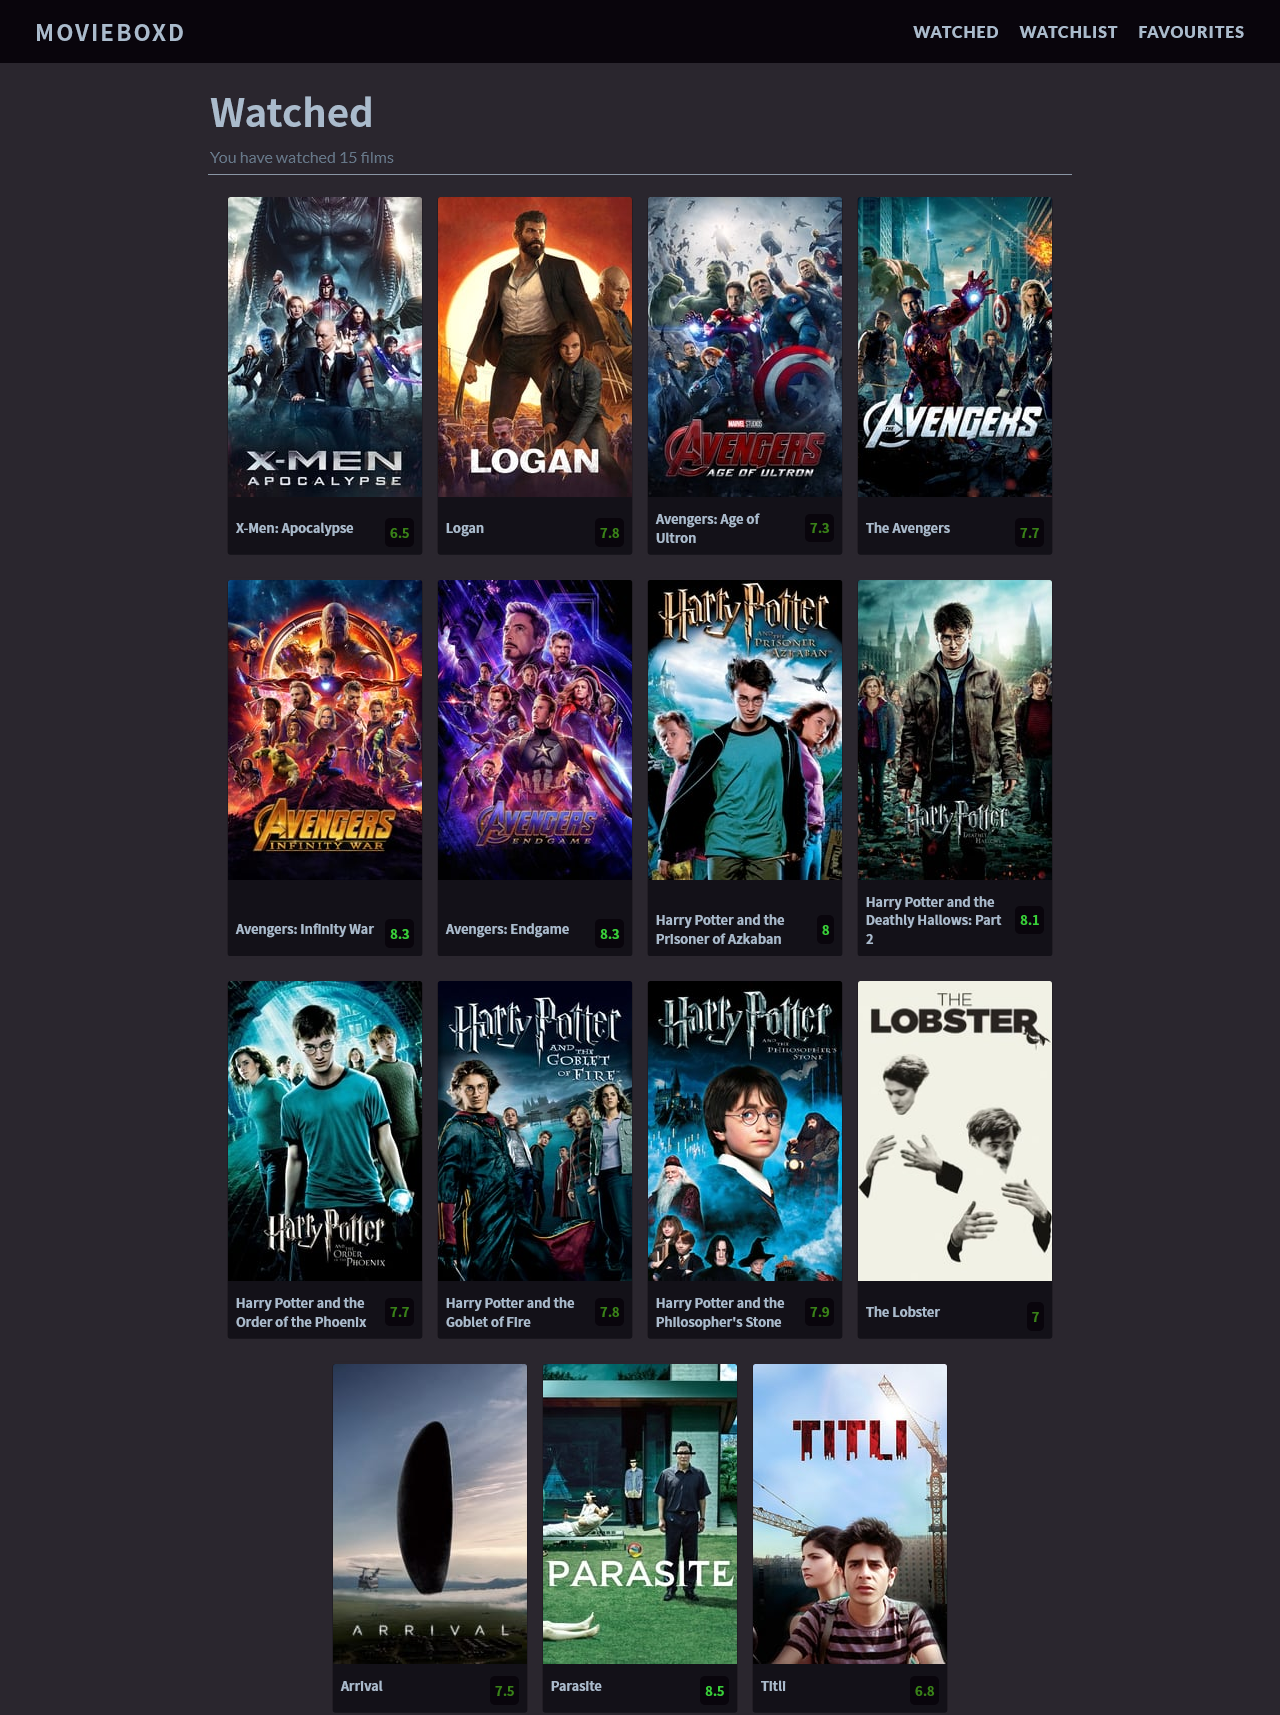 MOVIEBOXD
WATCHED WATCHLIST FAVOURITES
Watched
You have watched 15 films
X-MEN
APOCALYPSE
LOGAN
MARVEL STUDIOS
AVENGERS
AGE OF ULTRON
THE AVENGERS
X-Men: Apocalypse
6.5
Logan
7.8
Avengers: Age of
Ultron
7.3
The Avengers
7.7
AVENGERS
INFINITY WAR
AVENGERS
ENDGAME
Harry Potter
AND THE
PRISONER
OF AZKABAN
Harry Potter
Avengers: Infinity War
8.3
Avengers: Endgame
8.3
Harry Potter and the
Prisoner of Azkaban
8
Harry Potter and the
Deathly Hallows: Part
2
8.1
Harry Potter
AND THE
ORDER
OF THE PHOENIX
Harry Potter
AND THE
GOBLET
OF FIRE
Harry Potter
AND THE
PHILOSOPHER'S
STONE
THE
LOBSTER
Harry Potter and the
Order of the Phoenix
7.7
Harry Potter and the
Goblet of Fire
7.8
Harry Potter and the
Philosopher's Stone
7.9
The Lobster
7
ARRIVAL
PARASITE
TITLI
Arrival
7.5
Parasite
8.5
Titli
6.8